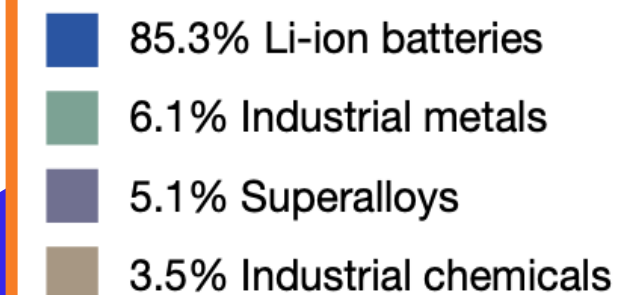 85.3% Li-ion batteries
6.1% Industrial metals
5.1% Superalloys
3.5% Industrial chemicals